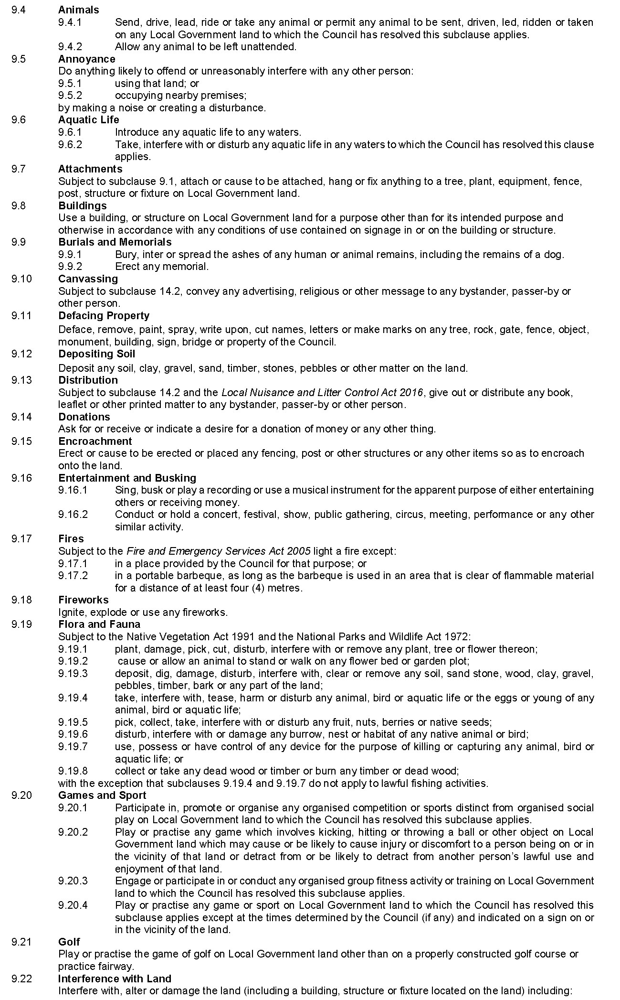 9.4 Animals
9.4.1 Send, drive, lead, ride or take any animal or permit any animal to be sent, driven, led, ridden or taken
on any Local Government land to which the Council has resolved this subclause applies.
9.4.2 Allow any animal to be left unattended.
9.5 Annoyance
Do anything likely to offend or unreasonably interfere with any other person:
9.5.1 using that land; or
9.5.2 occupying nearby premises;
by making a noise or creating a disturbance.
9.6 Aquatic Life
9.6.1 Introduce any aquatic life to any waters.
9.6.2 Take, interfere with or disturb any aquatic life in any waters to which the Council has resolved this clause
applies.
9.7 Attachments
Subject to subclause 9.1, attach or cause to be attached, hang or fix anything to a tree, plant, equipment, fence,
post, structure or fixture on Local Government land.
9.8 Buildings
Use a building, or structure on Local Government land for a purpose other than for its intended purpose and
otherwise in accordance with any conditions of use contained on signage in or on the building or structure.
9.9 Burials and Memorials
9.9.1 Bury, inter or spread the ashes of any human or animal remains, including the remains of a dog.
9.9.2 Erect any memorial.
9.10 Canvassing
Subject to subclause 14.2, convey any advertising, religious or other message to any bystander, passer-by or
other person.
9.11 Defacing Property
Deface, remove, paint, spray, write upon, cut names, letters or make marks on any tree, rock, gate, fence, object,
monument, building, sign, bridge or property of the Council.
9.12 Depositing Soil
Deposit any soil, clay, gravel, sand, timber, stones, pebbles or other matter on the land.
9.13 Distribution
Subject to subclause 14.2 and the Local Nuisance and Litter Control Act 2016, give out or distribute any book,
leaflet or other printed matter to any bystander, passer-by or other person.
9.14 Donations
Ask for or receive or indicate a desire for a donation of money or any other thing.
9.15 Encroachment
Erect or cause to be erected or placed any fencing, post or other structures or any other items so as to encroach
onto the land.
9.16 Entertainment and Busking
9.16.1 Sing, busk or play a recording or use a musical instrument for the apparent purpose of either entertaining
others or receiving money.
9.16.2 Conduct or hold a concert, festival, show, public gathering, circus, meeting, performance or any other
similar activity.
9.17 Fires
Subject to the Fire and Emergency Services Act 2005 light a fire except:
9.17.1 in a place provided by the Council for that purpose; or
9.17.2 in a portable barbeque, as long as the barbeque is used in an area that is clear of flammable material
for a distance of at least four (4) metres.
9.18 Fireworks
Ignite, explode or use any fireworks.
9.19 Flora and Fauna
Subject to the Native Vegetation Act 1991 and the National Parks and Wildlife Act 1972:
9.19.1 plant, damage, pick, cut, disturb, interfere with or remove any plant, tree or flower thereon;
9.19.2 cause or allow an animal to stand or walk on any flower bed or garden plot;
9.19.3 deposit, dig, damage, disturb, interfere with, clear or remove any soil, sand stone, wood, clay, gravel,
pebbles, timber, bark or any part of the land;
9.19.4 take, interfere with, tease, harm or disturb any animal, bird or aquatic life or the eggs or young of any
animal, bird or aquatic life;
9.19.5 pick, collect, take, interfere with or disturb any fruit, nuts, berries or native seeds;
9.19.6 disturb, interfere with or damage any burrow, nest or habitat of any native animal or bird;
9.19.7 use, possess or have control of any device for the purpose of killing or capturing any animal, bird or
aquatic life; or
9.19.8 collect or take any dead wood or timber or burn any timber or dead wood;
with the exception that subclauses 9.19.4 and 9.19.7 do not apply to lawful fishing activities.
9.20 Games and Sport
9.20.1 Participate in, promote or organise any organised competition or sports distinct from organised social
play on Local Government land to which the Council has resolved this subclause applies.
9.20.2 Play or practise any game which involves kicking, hitting or throwing a ball or other object on Local
Government land which may cause or be likely to cause injury or discomfort to a person being on or in
the vicinity of that land or detract from or be likely to detract from another person's lawful use and
enjoyment of that land.
9.20.3 Engage or participate in or conduct any organised group fitness activity or training on Local Government
land to which the Council has resolved this subclause applies.
9.20.4 Play or practise any game or sport on Local Government land to which the Council has resolved this
subclause applies except at the times determined by the Council (if any) and indicated on a sign on or
in the vicinity of the land.
9.21 Golf
Play or practise the game of golf on Local Government land other than on a properly constructed golf course or
practice fairway.
9.22 Interference with Land
Interfere with, alter or damage the land (including a building, structure or fixture located on the land) including: